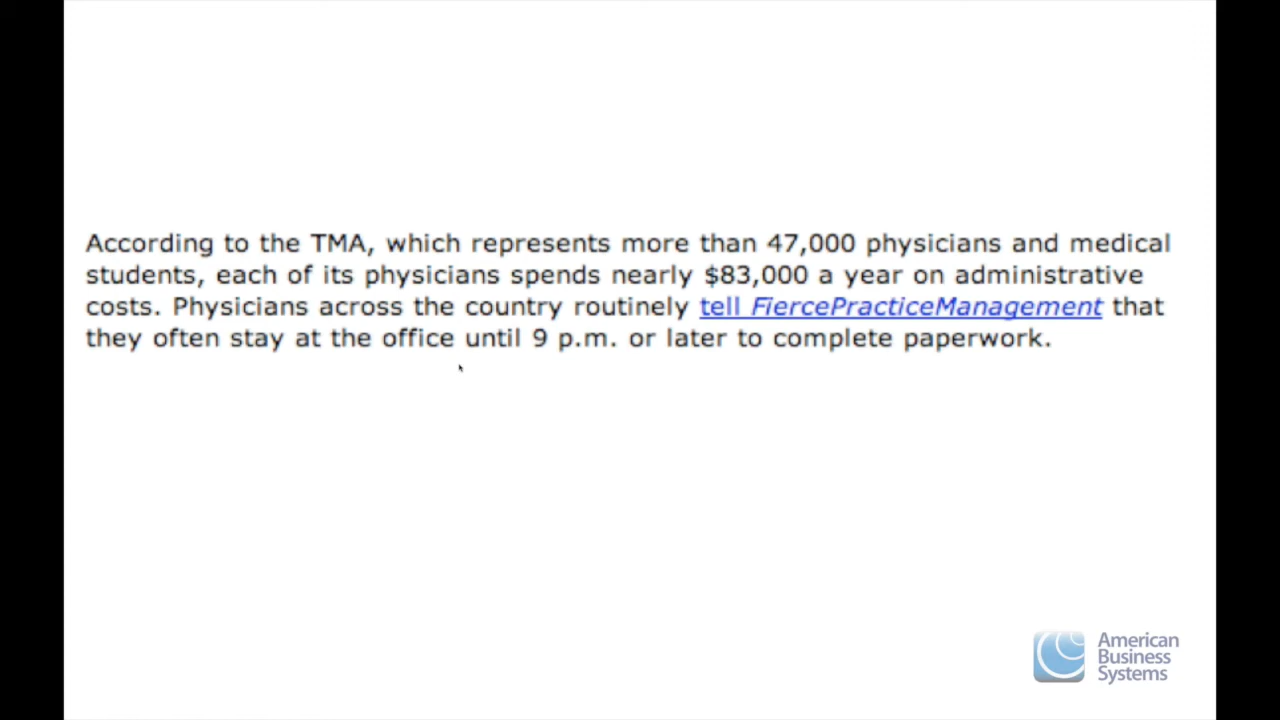 According to the TMA, which represents more than 47,000 physicians and medical
students, each of its physicians spends nearly $83,000 a year on administrative
costs. Physicians across the country routinely tell FiercePracticeManagement that
they often stay at the office until 9 p.m. or later to complete paperwork.
American
Business
Systems